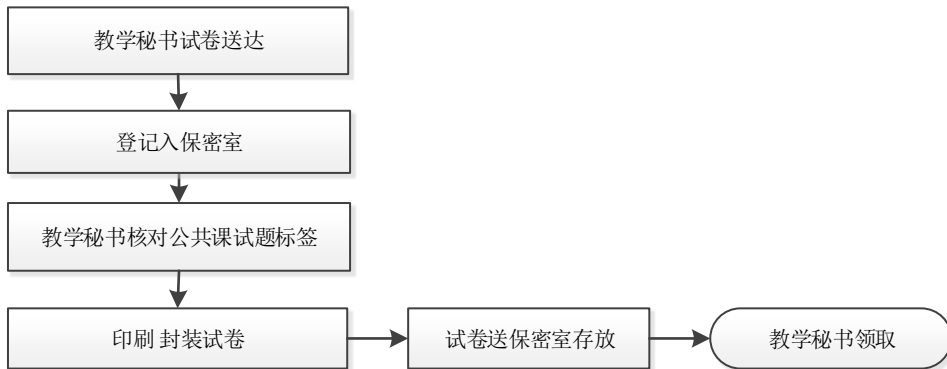 教学秘书试卷送达
登记入保密室
教学秘书核对公共课试题标签
印刷 封装试卷
试卷送保密室存放
教学秘书领取